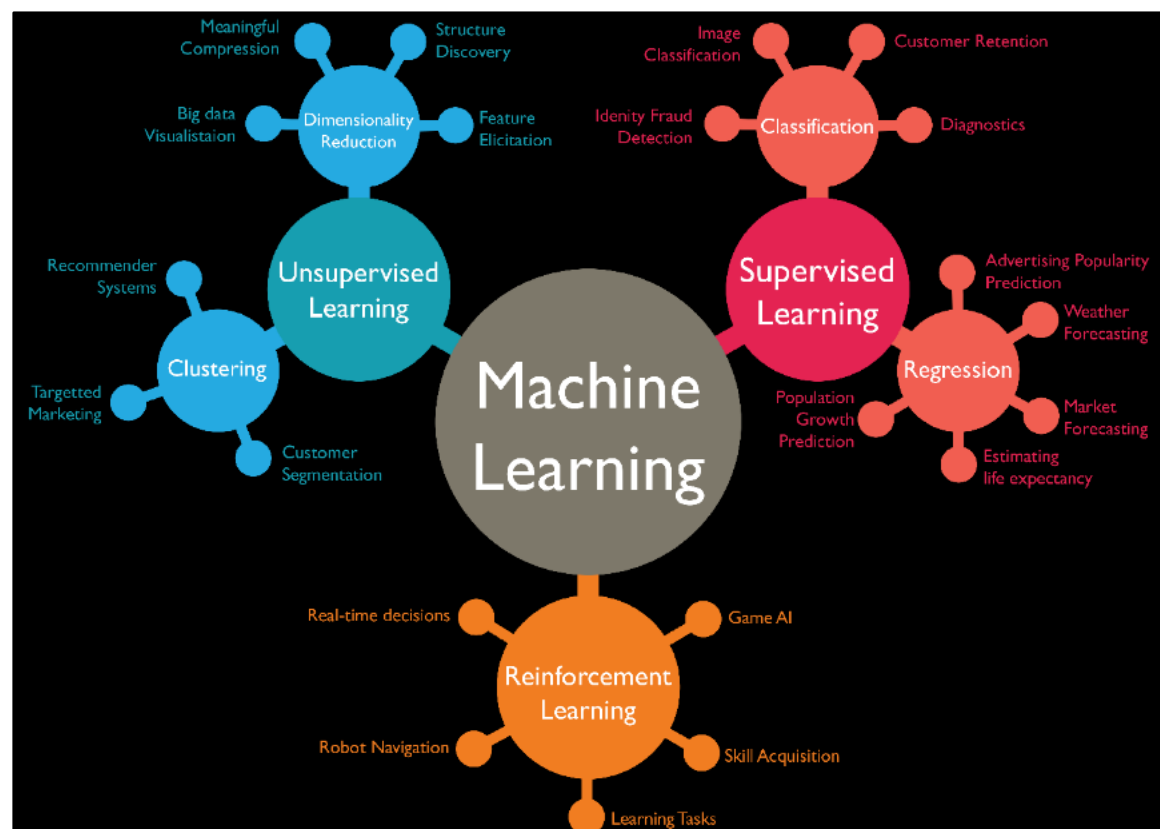 Meaningful
Compression
Structure
Discovery
Big data
Visualistaion
Dimensionality
Reduction
Feature
Elicitation
Image
Classification
Customer Retention
Idenity Fraud
Detection
Classification
Diagnostics
Unsupervised
Learning
Recommender
Systems
Clustering
Targetted
Marketing
Customer
Segmentation
Supervised
Learning
Advertising Popularity
Prediction
Weather
Forecasting
Regression
Population
Growth
Prediction
Market
Forecasting
Estimating
life expectancy
Machine
Learning
Real-time decisions
Game AI
Reinforcement
Learning
Robot Navigation
Skill Acquisition
Learning Tasks